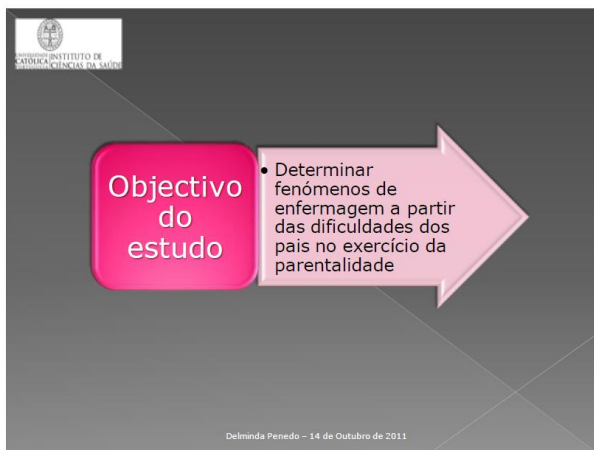 UNIVERSIDADE
CATÓLICA
PORTUGUESA
INSTITUTO DE
CIÊNCIAS DA SAÚDE
Objectivo
do
estudo
• Determinar
fenómenos de
enfermagem a partir
das dificuldades dos
pais no exercício da
parentalidade
Delminda Penedo – 14 de Outubro de 2011